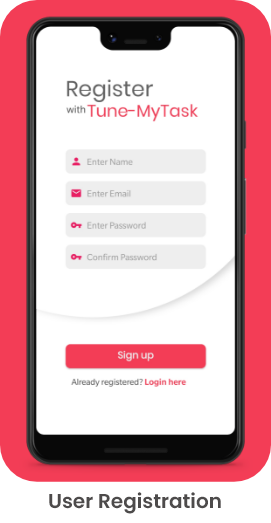 Register
with Tune-MyTask
Enter Name
Enter Email
Enter Password
Confirm Password
Sign up
Already registered? Login here
User Registration